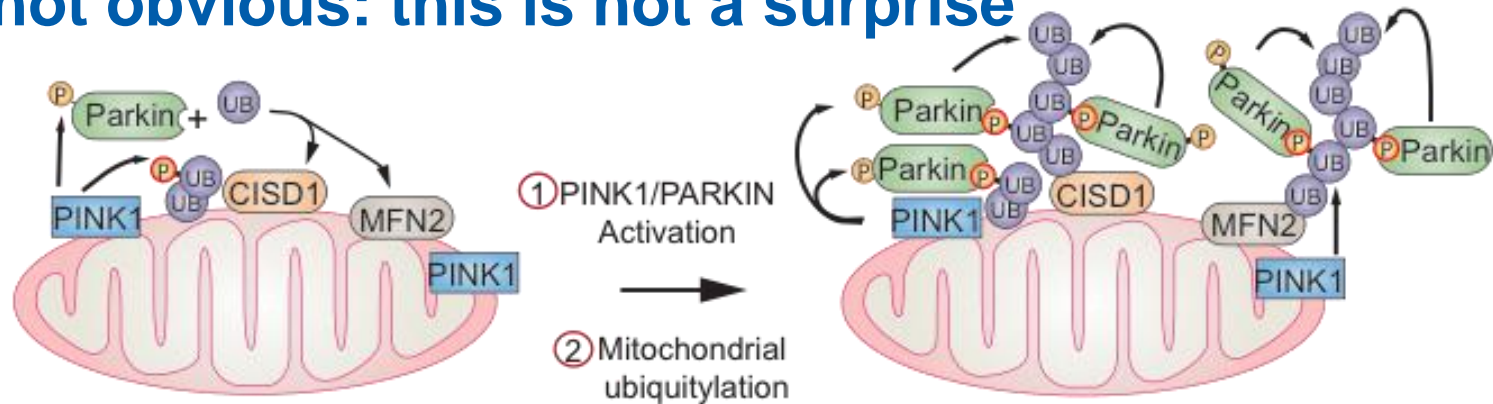 not obvious: this is not a surprise
P
Parkin + UB
P
UB
UB
CISD1
PINK1
MFN2
PINK1
1 PINK1/PARKIN
Activation
2 Mitochondrial
ubiquitylation
UB
UB
P
Parkin
P
UB
UB
P
Parkin
P
P
Parkin
P
UB
UB
UB
CISD1
PINK1
P
Parkin
P
UB
UB
UB
UB
UB
P
Parkin
UB
MFN2
PINK1